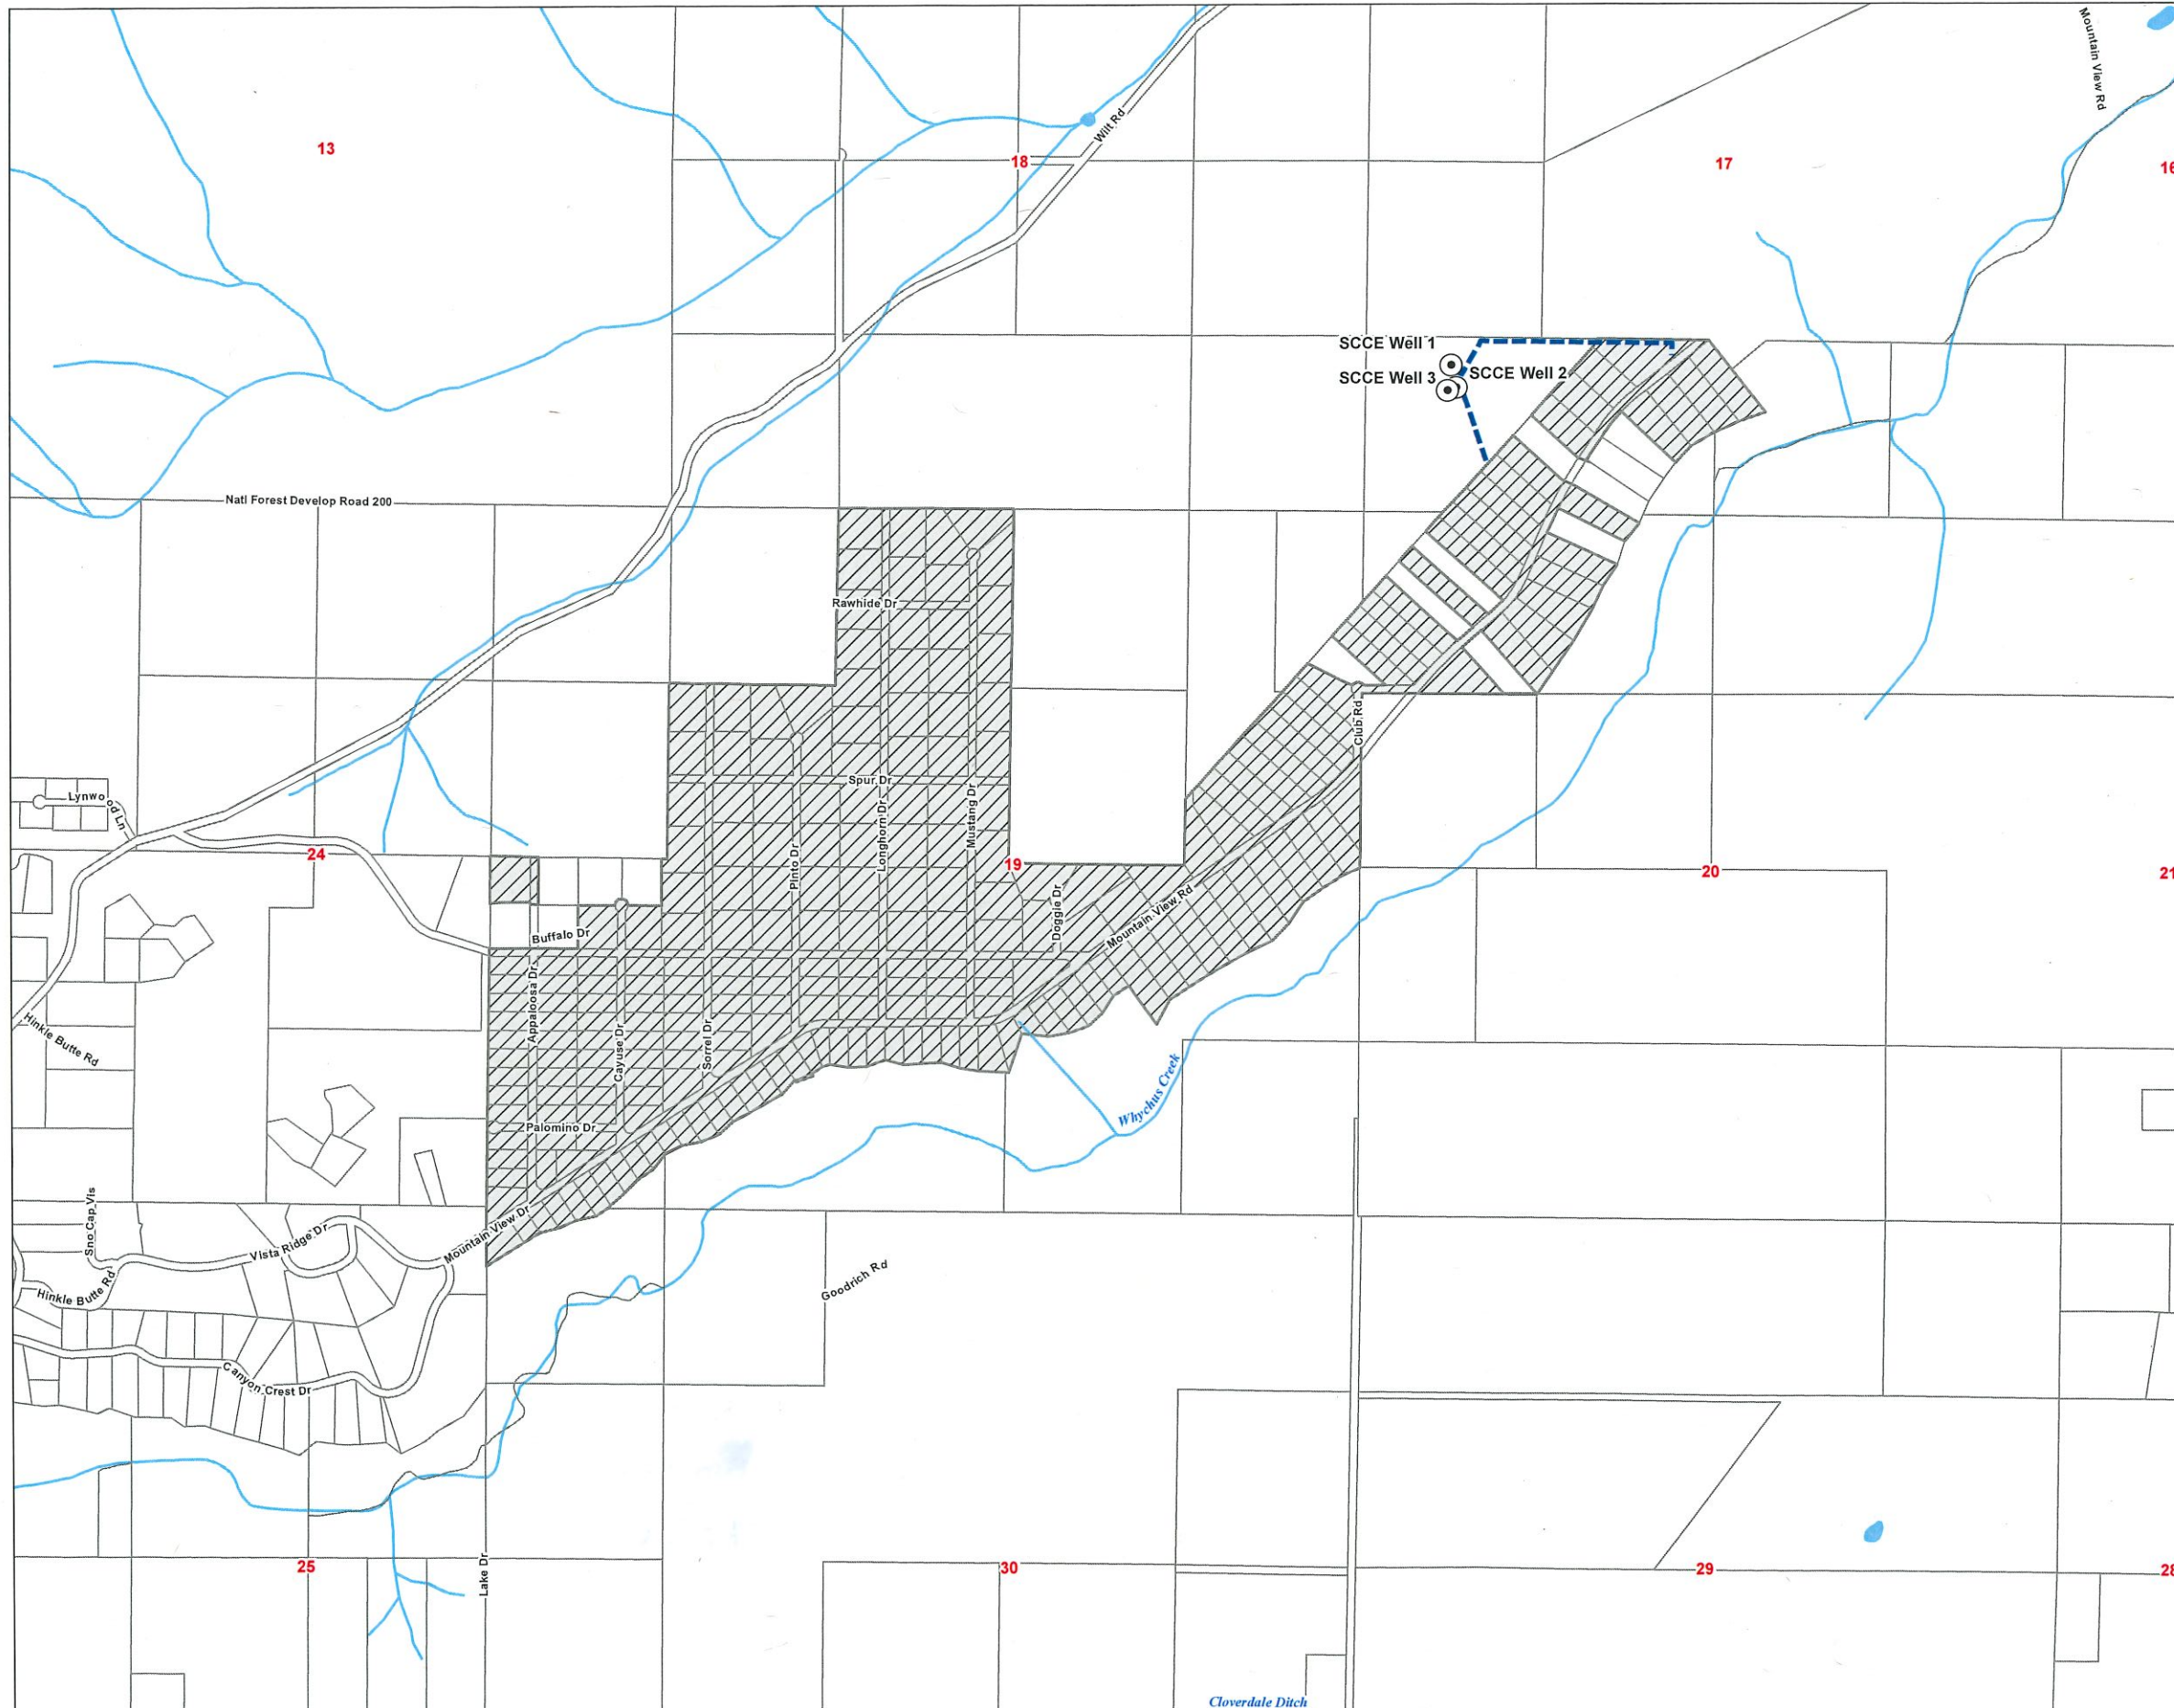 Mountain View Rd
13
18
Wilt Rd
17
16
SCCE Well 1
SCCE Well 2
SCCE Well 3
Natl Forest Develop Road 200
Rawhide Dr
Club Rd
Spur Dr
Lynwood Ln
Longhorn Dr
Mustang Dr
Pinto Dr
24
19
20
21
Doggie Dr
Mountain View Rd
Buffalo Dr
Appaloosa Dr
Cayuse Dr
Sorrel Dr
Hinkle Butte Rd
Whychus Creek
Palomino Dr
Sno Cap Vis
Vista Ridge Dr
Mountain View Dr
Hinkle Butte Rd
Goodrich Rd
Canyon Crest Dr
25
Lake Dr
30
29
28
Cloverdale Ditch